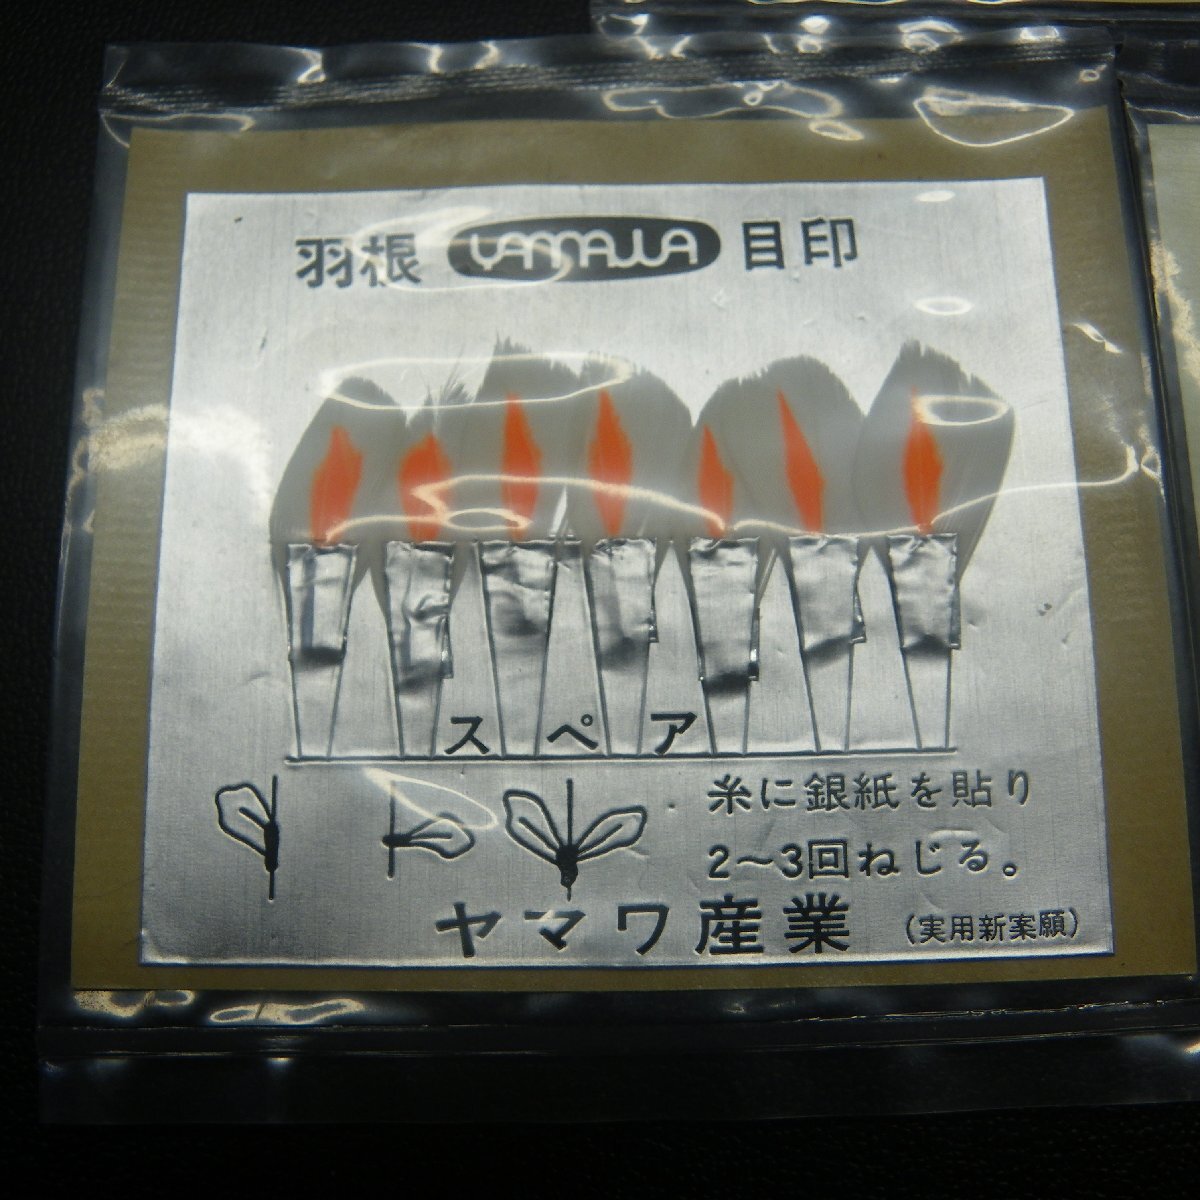 羽根 YAMAWA 目印
スペア
糸に銀紙を貼り
2～3回ねじる。
ヤマワ産業 (実用新案願)